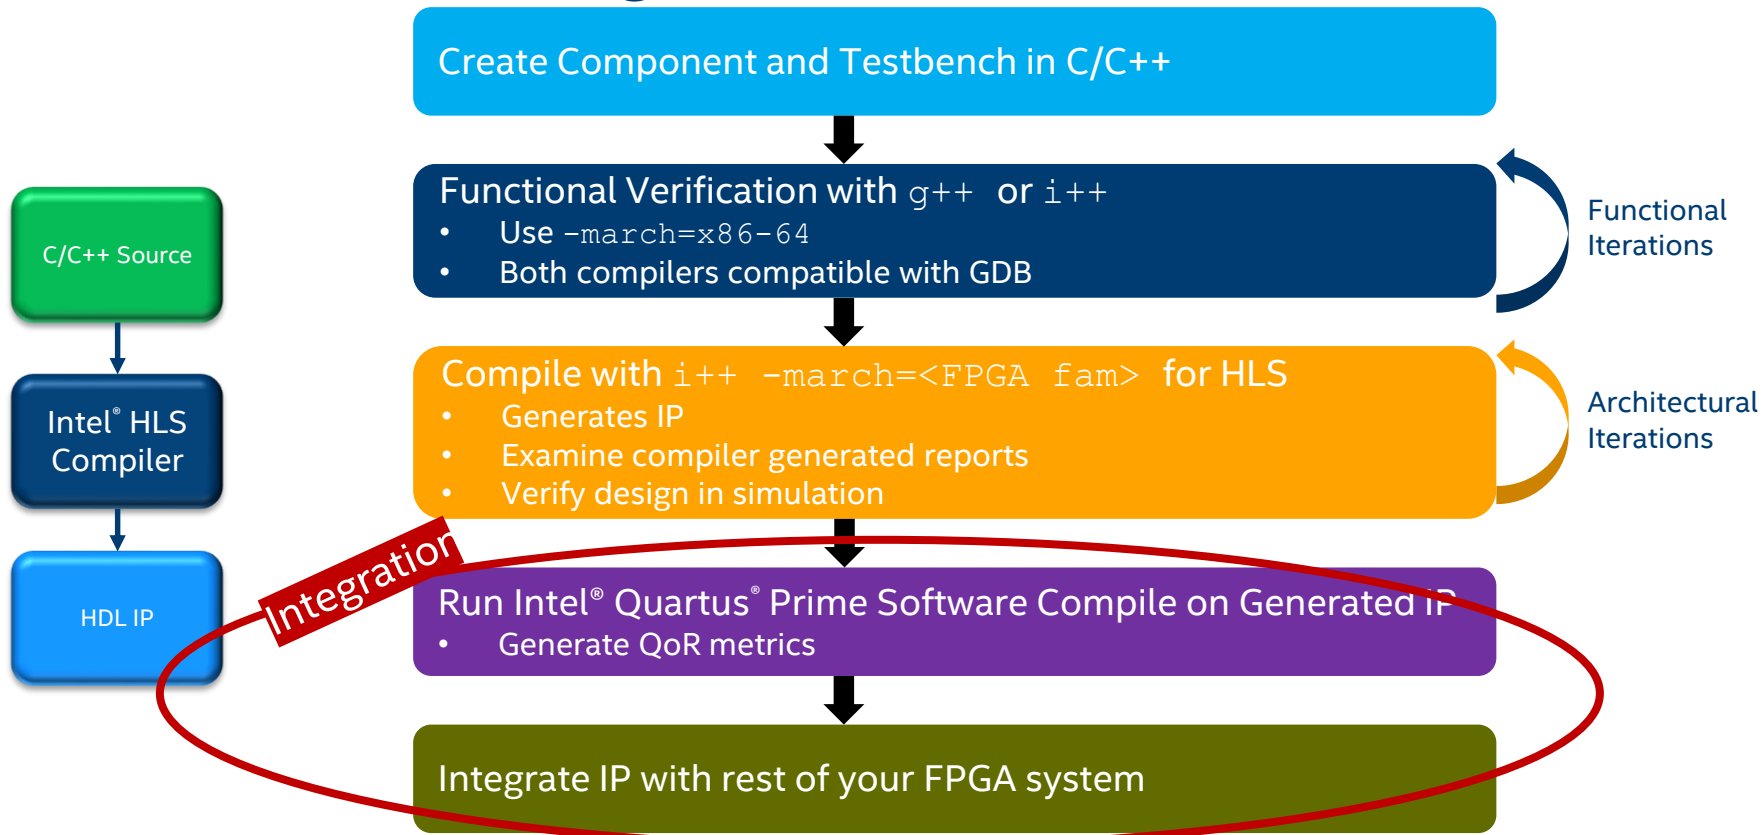 Create Component and Testbench in C/C++
Functional Verification with g++ or i++
• Use -march=x86-64
• Both compilers compatible with GDB
Functional
Iterations
C/C++ Source
Compile with i++ -march=<FPGA fam> for HLS
• Generates IP
• Examine compiler generated reports
• Verify design in simulation
Architectural
Iterations
Intel® HLS
Compiler
Integration
Run Intel® Quartus® Prime Software Compile on Generated IP
• Generate QoR metrics
HDL IP
Integrate IP with rest of your FPGA system